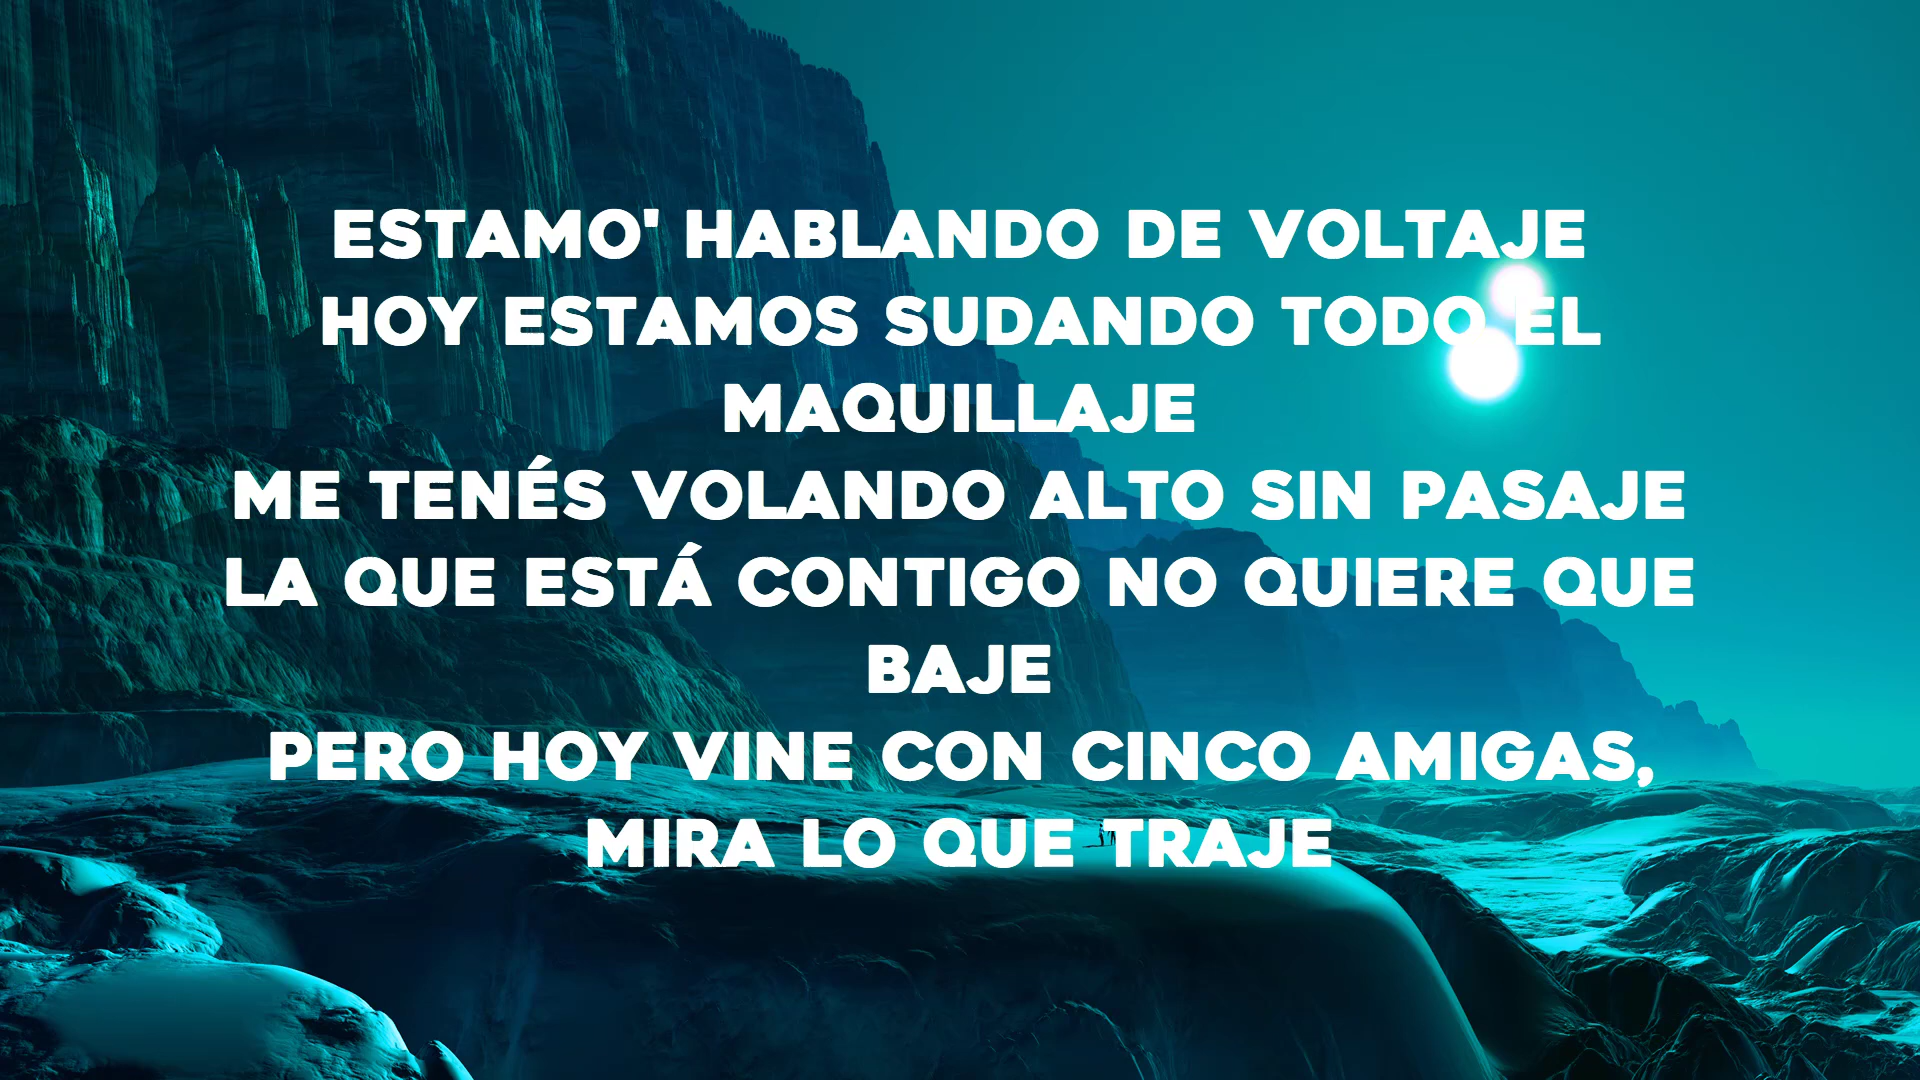 ESTAMO' HABLANDO DE VOLTAJE
HOY ESTAMOS SUDANDO TODO EL
MAQUILLAJE
ME TENÉS VOLANDO ALTO SIN PASAJE
LA QUE ESTÁ CONTIGO NO QUIERE QUE
BAJE
PERO HOY VINE CON CINCO AMIGAS,
MIRA LO QUE TRAJE